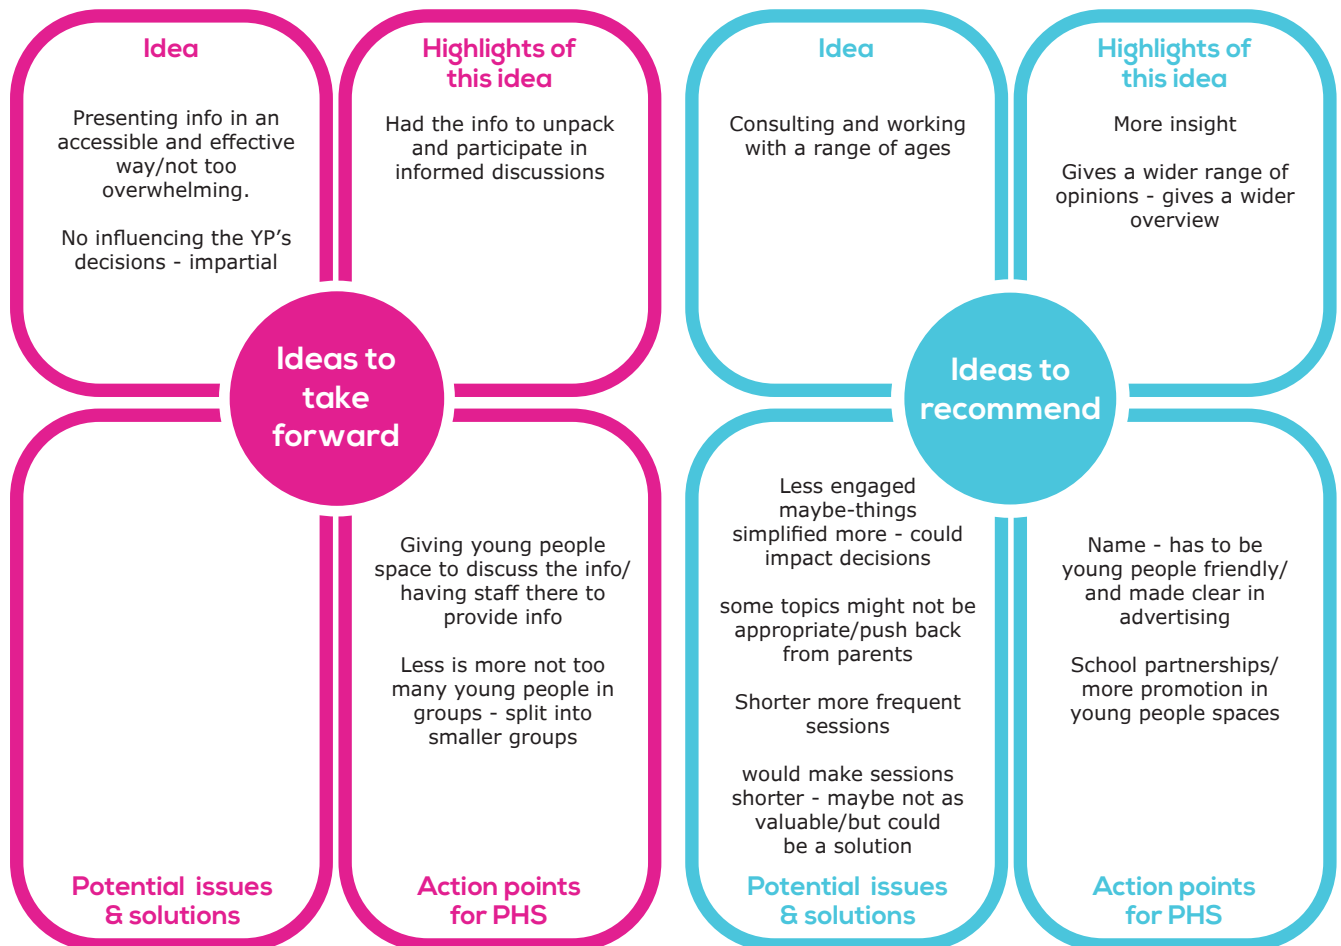 Idea
Presenting info in an
accessible and effective
way/not too
overwhelming.
No influencing the YP’s
decisions - impartial
Highlights of
this idea
Had the info to unpack
and participate in
informed discussions
Ideas to
take
forward
Potential issues
& solutions
Giving young people
space to discuss the info/
having staff there to
provide info
Less is more not too
many young people in
groups - split into
smaller groups
Action points
for PHS
Idea
Consulting and working
with a range of ages
Highlights of
this idea
More insight
Gives a wider range of
opinions - gives a wider
overview
Ideas to
recommend
Less engaged
maybe-things
simplified more - could
impact decisions
some topics might not be
appropriate/push back
from parents
Shorter more frequent
sessions
would make sessions
shorter - maybe not as
valuable/but could
be a solution
Potential issues
& solutions
Name - has to be
young people friendly/
and made clear in
advertising
School partnerships/
more promotion in
young people spaces
Action points
for PHS